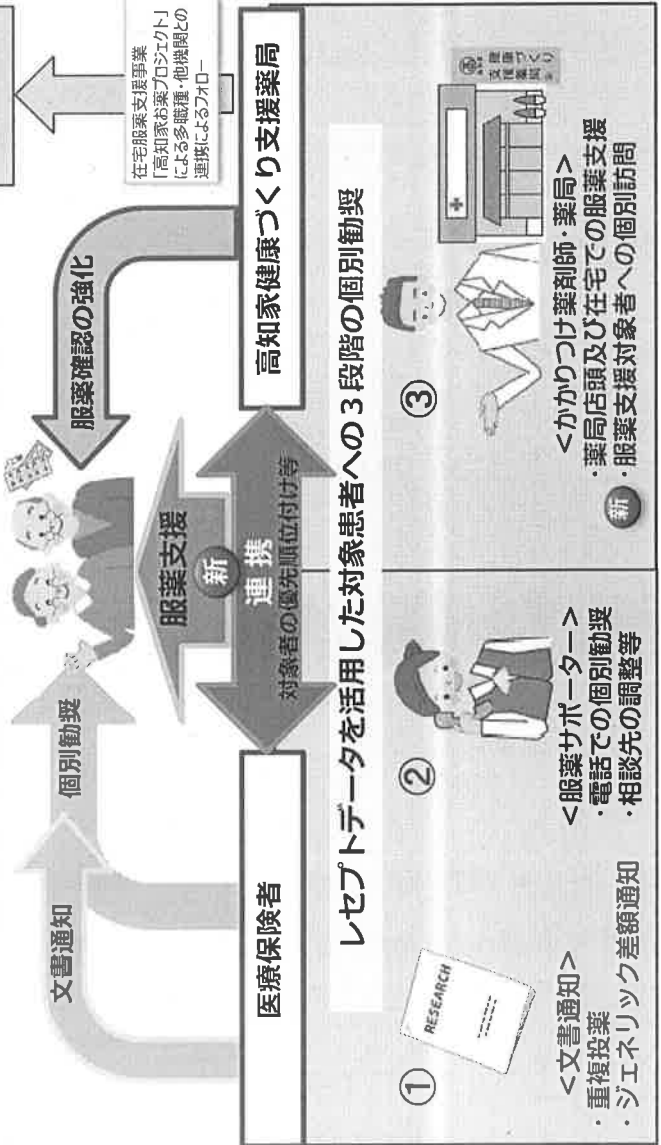 文書通知
個別勧奨
服薬確認の強化
在宅服薬支援事業
「高知家お薬プロジェクト」
による多職種・他機関との
連携によるフォロー
服薬支援
新
医療保険者
連携
対象者の優先順位付け等
高知家健康づくり支援薬局
レセプトデータを活用した対象患者への3段階の個別勧奨
①
RESEARCH
<文書通知>
・重複投薬
・ジェネリック差額通知
②
<服薬サポーター>
・電話での個別勧奨
・相談先の調整等
③
健康づくり
支援薬局
<かかりつけ薬剤師・薬局>
・薬局店頭及び在宅での服薬支援
新
・服薬支援対象者への個別訪問